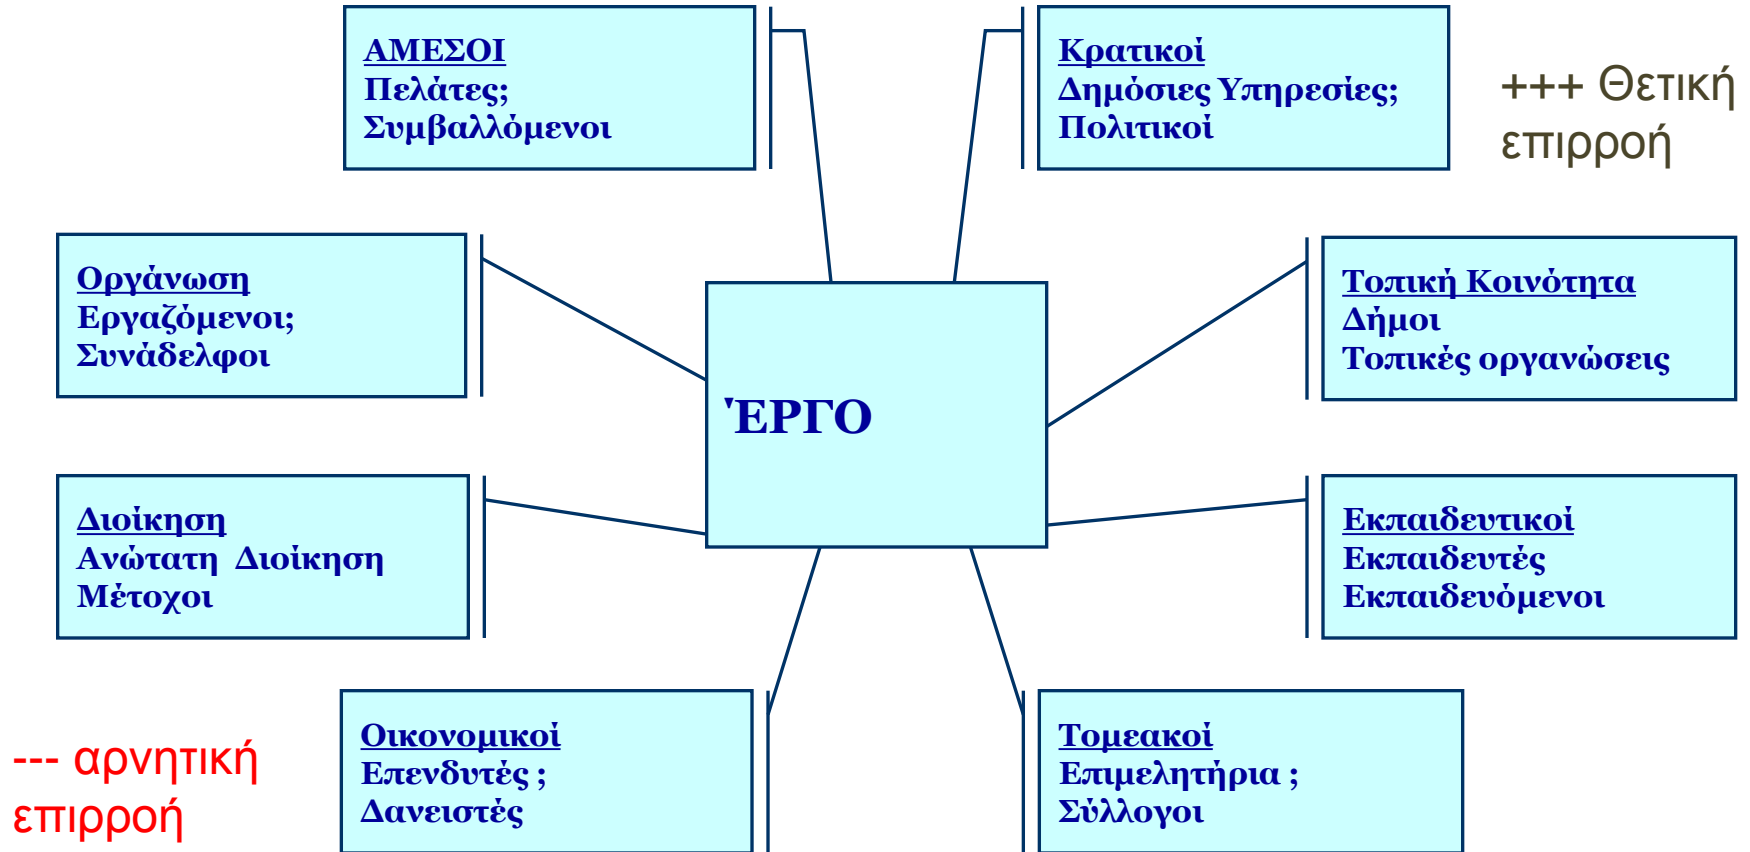 ΑΜΕΣΟΙ
Πελάτες;
Συμβαλλόμενοι
Κρατικοί
Δημόσιες Υπηρεσίες;
Πολιτικοί
+++ Θετική
επιρροή
Οργάνωση
Εργαζόμενοι;
Συνάδελφοι
Τοπική Κοινότητα
Δήμοι
Τοπικές οργανώσεις
Έργο
Διοίκηση
Ανώτατη Διοίκηση
Μέτοχοι
Εκπαιδευτικοί
Εκπαιδευτές
Εκπαιδευόμενοι
--- αρνητική
επιρροή
Οικονομικοί
Επενδυτές ;
Δανειστές
Τομεακοί
Επιμελητήρια ;
Σύλλογοι